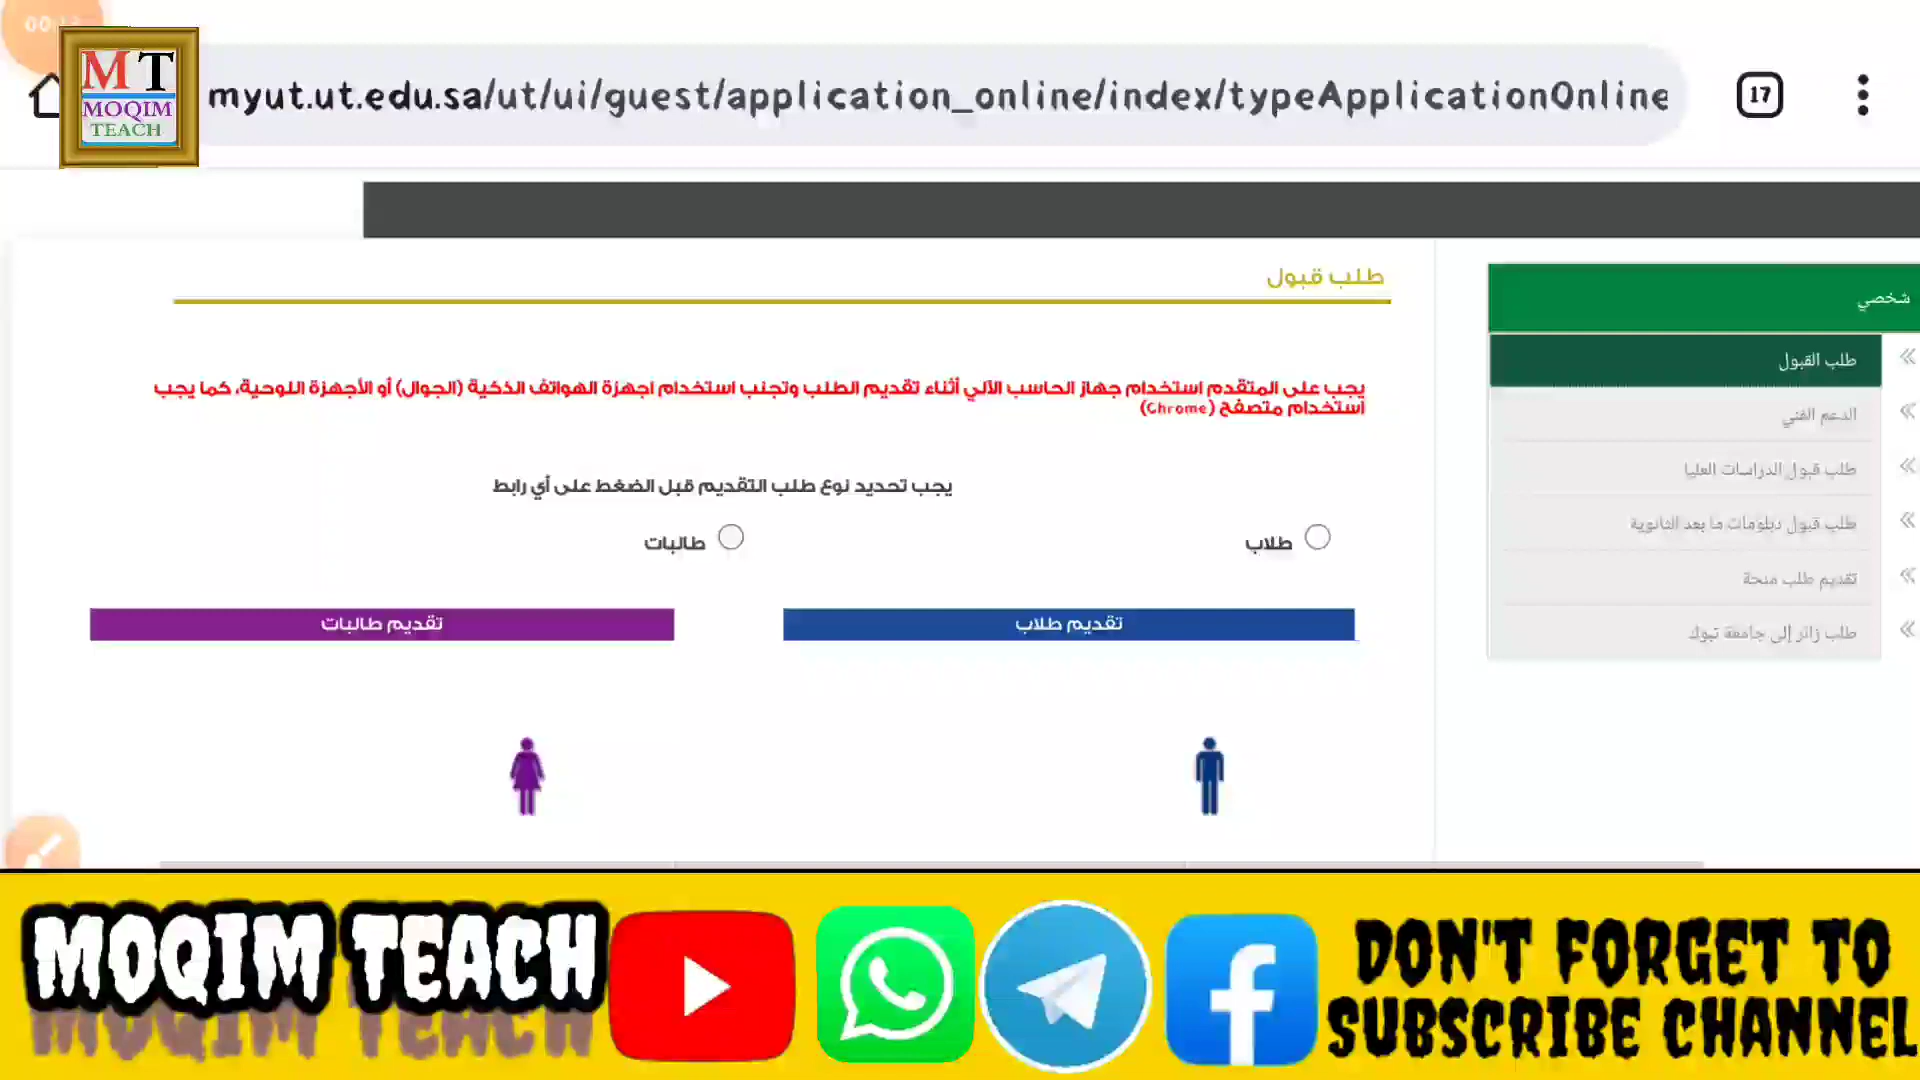 MT
MOQIM
TEACH
myut.ut.edu.sa/ut/ui/guest/application_online/index/typeApplicationOnline
17
طلب قبول
يجب على المتقدم استخدام جهاز الحاسب الآلي أثناء تقديم الطلب وتجنب استخدام اجهزة الهواتف الذكية (الجوال) أو الأجهزة اللوحية، كما يجب
استخدام متصفح (Chrome)
يجب تحديد نوع طلب التقديم قبل الضغط على أي رابط
طلاب
طالبات
تقديم طلاب
تقديم طالبات
شخصي
طلب القبول
الدعم الفني
طلب قبول الدراسات العليا
طلب قبول دبلومات ما بعد الثانوية
تقديم طلب منحة
طلب زائر إلى جامعة تبوك
MOQIM TEACH
DON'T FORGET TO
SUBSCRIBE CHANNEL